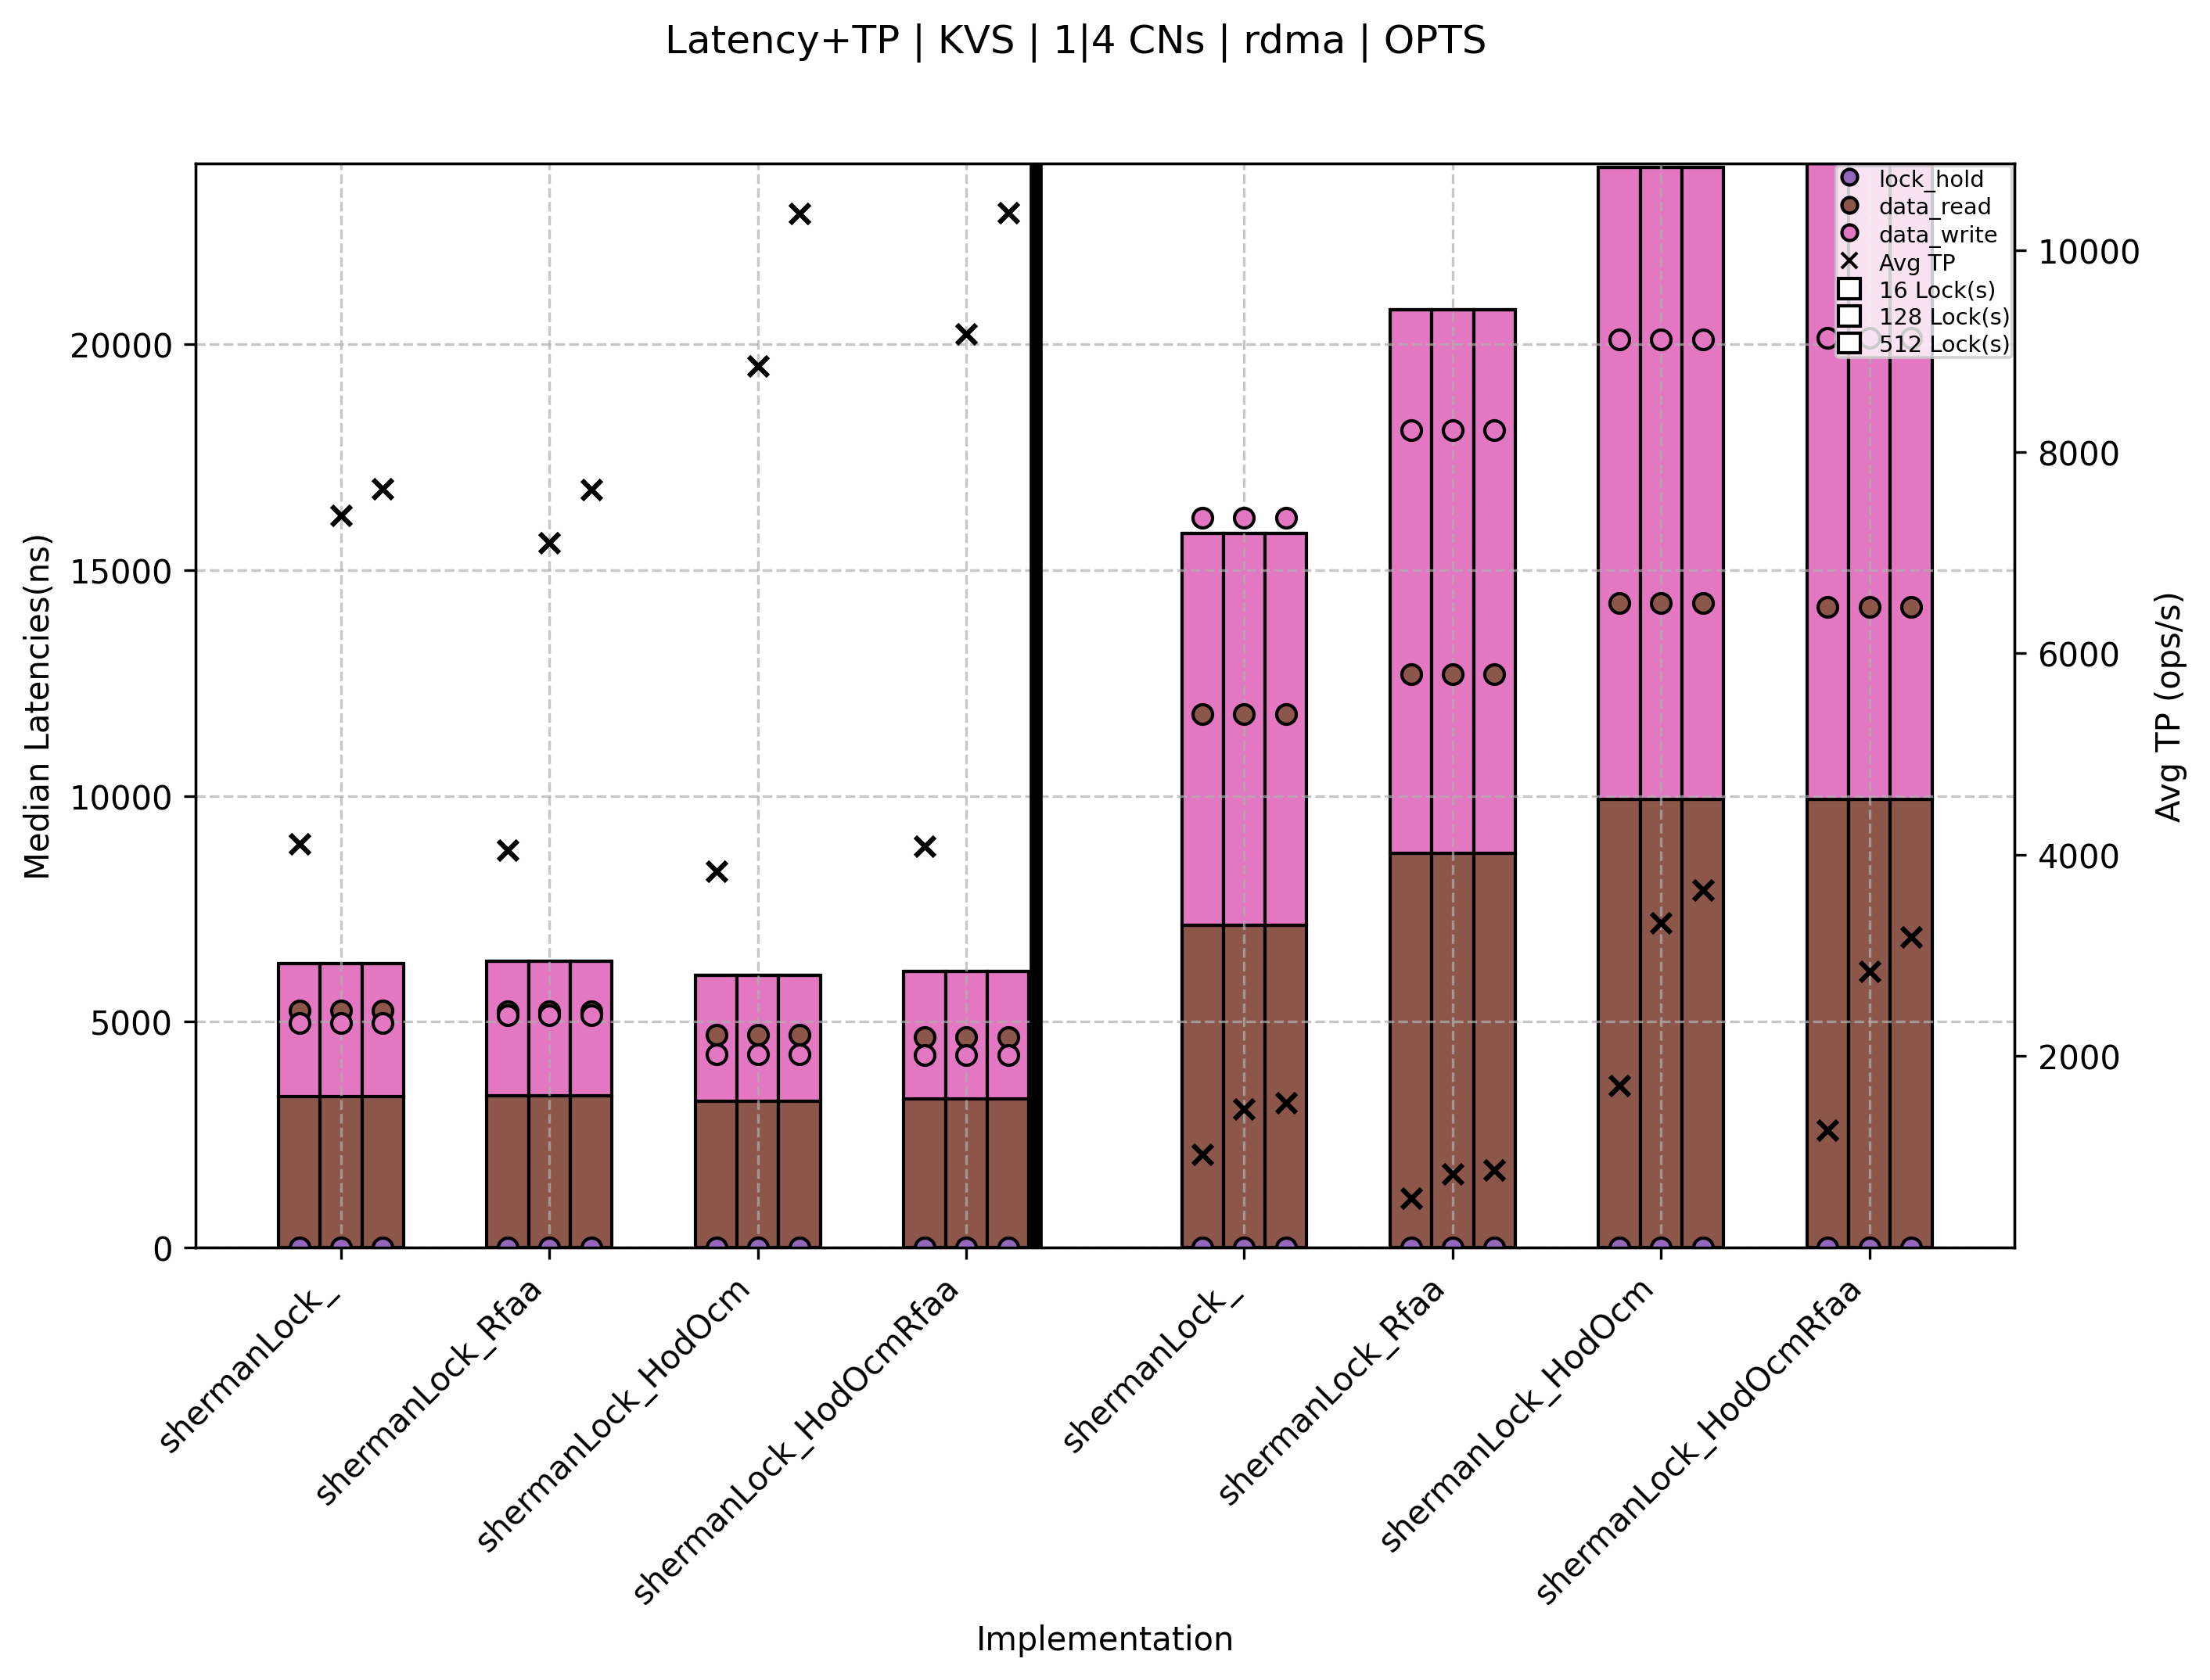 Latency+TP | KVS | 1|4 CNs | rdma | OPTS
lock_hold
data_read
data_write
Avg TP
16 Lock(s)
128 Lock(s)
512 Lock(s)
Median Latencies(ns)
20000
15000
10000
5000
0
10000
8000
6000
4000
2000
Avg TP (ops/s)
shermanLock_
shermanLock_Rfaa
shermanLock_HodOcm
shermanLock_HodOcmRfaa
shermanLock_
shermanLock_Rfaa
shermanLock_HodOcm
shermanLock_HodOcmRfaa
Implementation